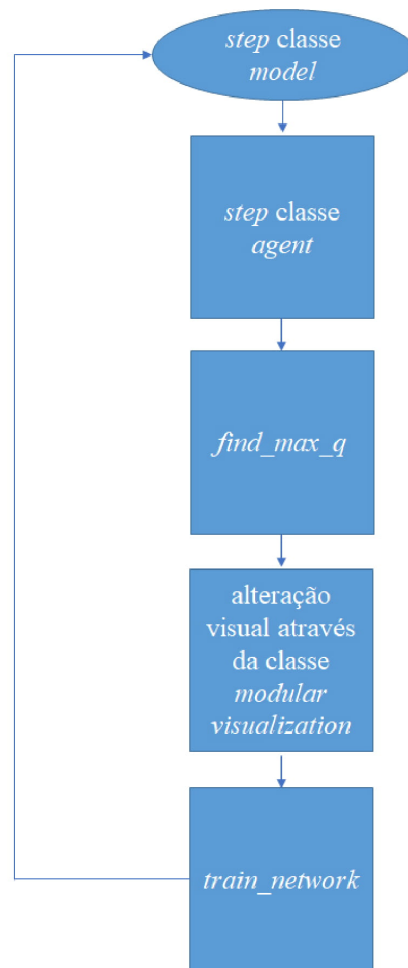 step classe
model
step classe
agent
find_max_q
alteração
visual através
da classe
modular
visualization
train_network